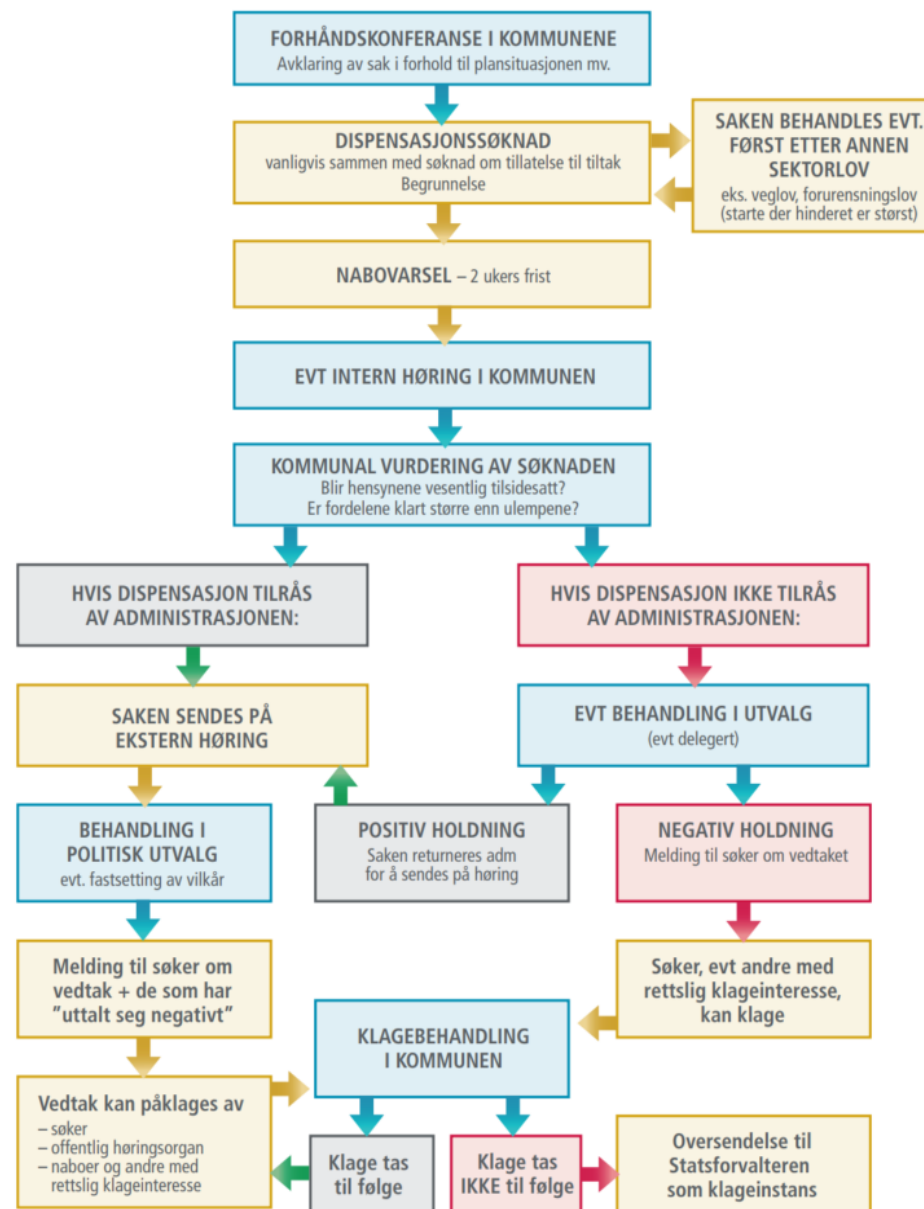 FORHÅNDSKONFERANSE I KOMMUNENE
Avklaring av sak i forhold til plansituasjonen mv.
DISPENSASJONSSØKNAD
vanligvis sammen med søknad om tillatelse til tiltak
Begrunnelse
SAKEN BEHANDLES EVT.
FØRST ETTER ANNEN
SEKTORLOV
eks. veglov, forurensningslov
(starte der hinderet er størst)
NABOVARSEL – 2 ukers frist
EVT INTERN HØRING I KOMMUNEN
KOMMUNAL VURDERING AV SØKNADEN
Blir hensynene vesentlig tilsidesatt?
Er fordelene klart større enn ulempene?
HVIS DISPENSASJON TILRÅS
AV ADMINISTRASJONEN:
HVIS DISPENSASJON IKKE TILRÅS
AV ADMINISTRASJONEN:
SAKEN SENDES PÅ
EKSTERN HØRING
EVT BEHANDLING I UTVALG
(evt delegert)
BEHANDLING I
POLITISK UTVALG
evt. fastsetting av vilkår
POSITIV HOLDNING
Saken returneres adm
for å sendes på høring
NEGATIV HOLDNING
Melding til søker om vedtaket
Melding til søker om
vedtak + de som har
”uttalt seg negativt”
Søker, evt andre med
rettslig klageinteresse,
kan klage
KLAGEBEHANDLING
I KOMMUNEN
Vedtak kan påklages av
– søker
– offentlig høringsorgan
– naboer og andre med
rettslig klageinteresse
Klage tas
til følge
Klage tas
IKKE til følge
Oversendelse til
Statsforvalteren
som klageinstans